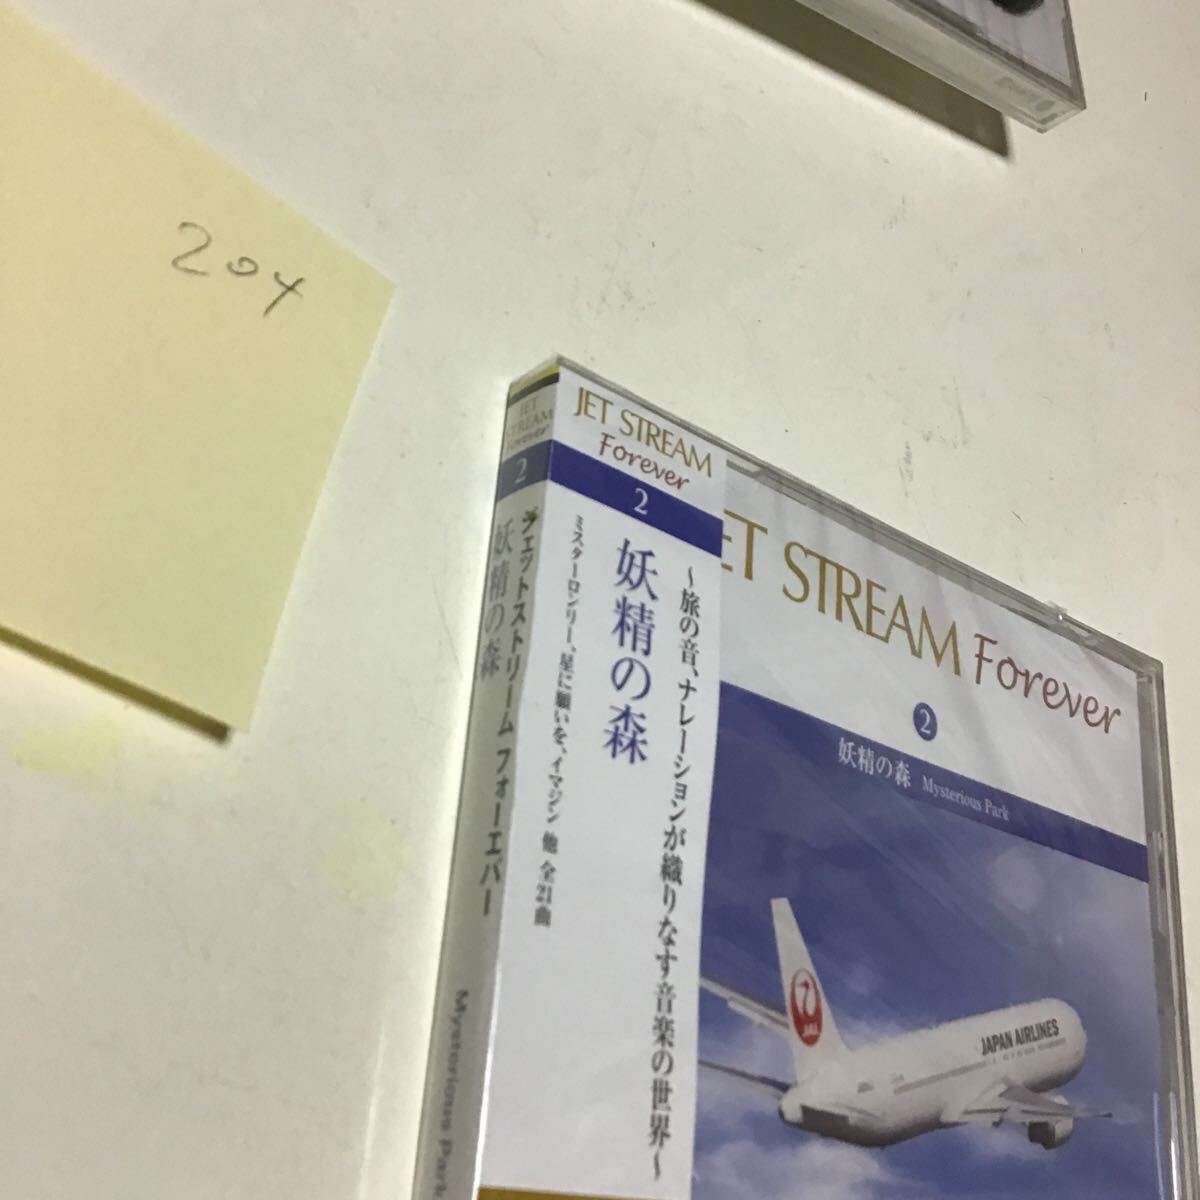 204
JET
STREAM
Forever
2
妖精の森
ジェットストリーム フォーエバー
Mysterious Park
JET STREAM
Forever
2
〜旅の音、ナレーションが織りなす音楽の世界〜
妖精の森
ミスターロンリー、星に願いを、イマジン 他 全21曲
JET STREAM Forever
2
妖精の森 Mysterious Park
JAPAN AIRLINES
JAL